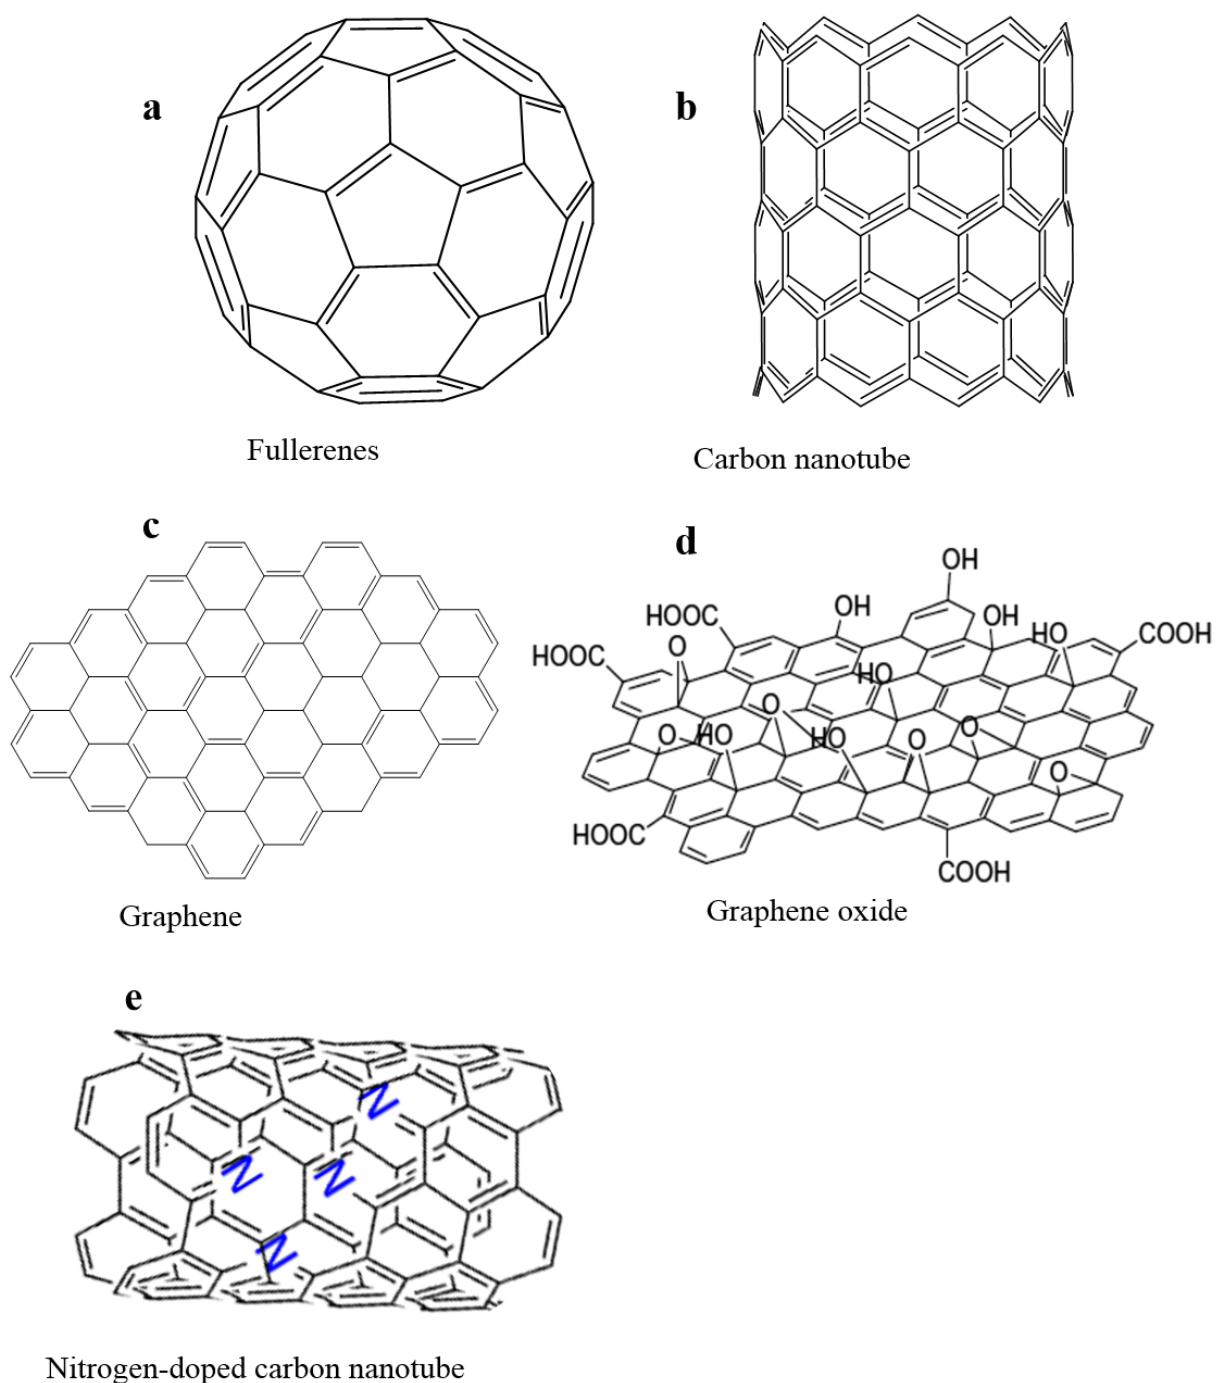 a
b
Fullerenes
Carbon nanotube
c
d
OH
HOOC
OH
OH
HO
COOH
HOOC
O
HO
O
O
HO
HO
O
O
O
HOOC
COOH
Graphene
Graphene oxide
e
N
N
N
N
Nitrogen-doped carbon nanotube